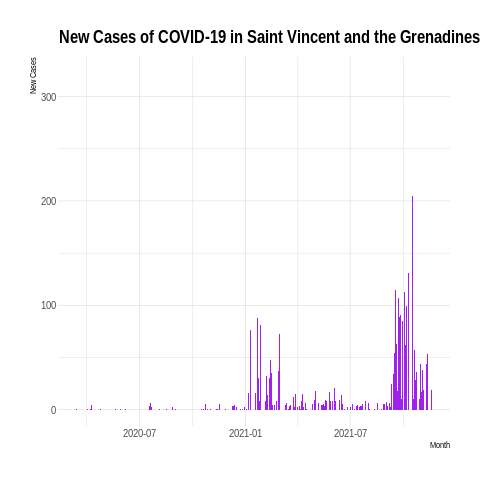 New Cases of COVID-19 in Saint Vincent and the Grenadines
New Cases
300
200
100
0
2020-07 2021-01 2021-07
Month